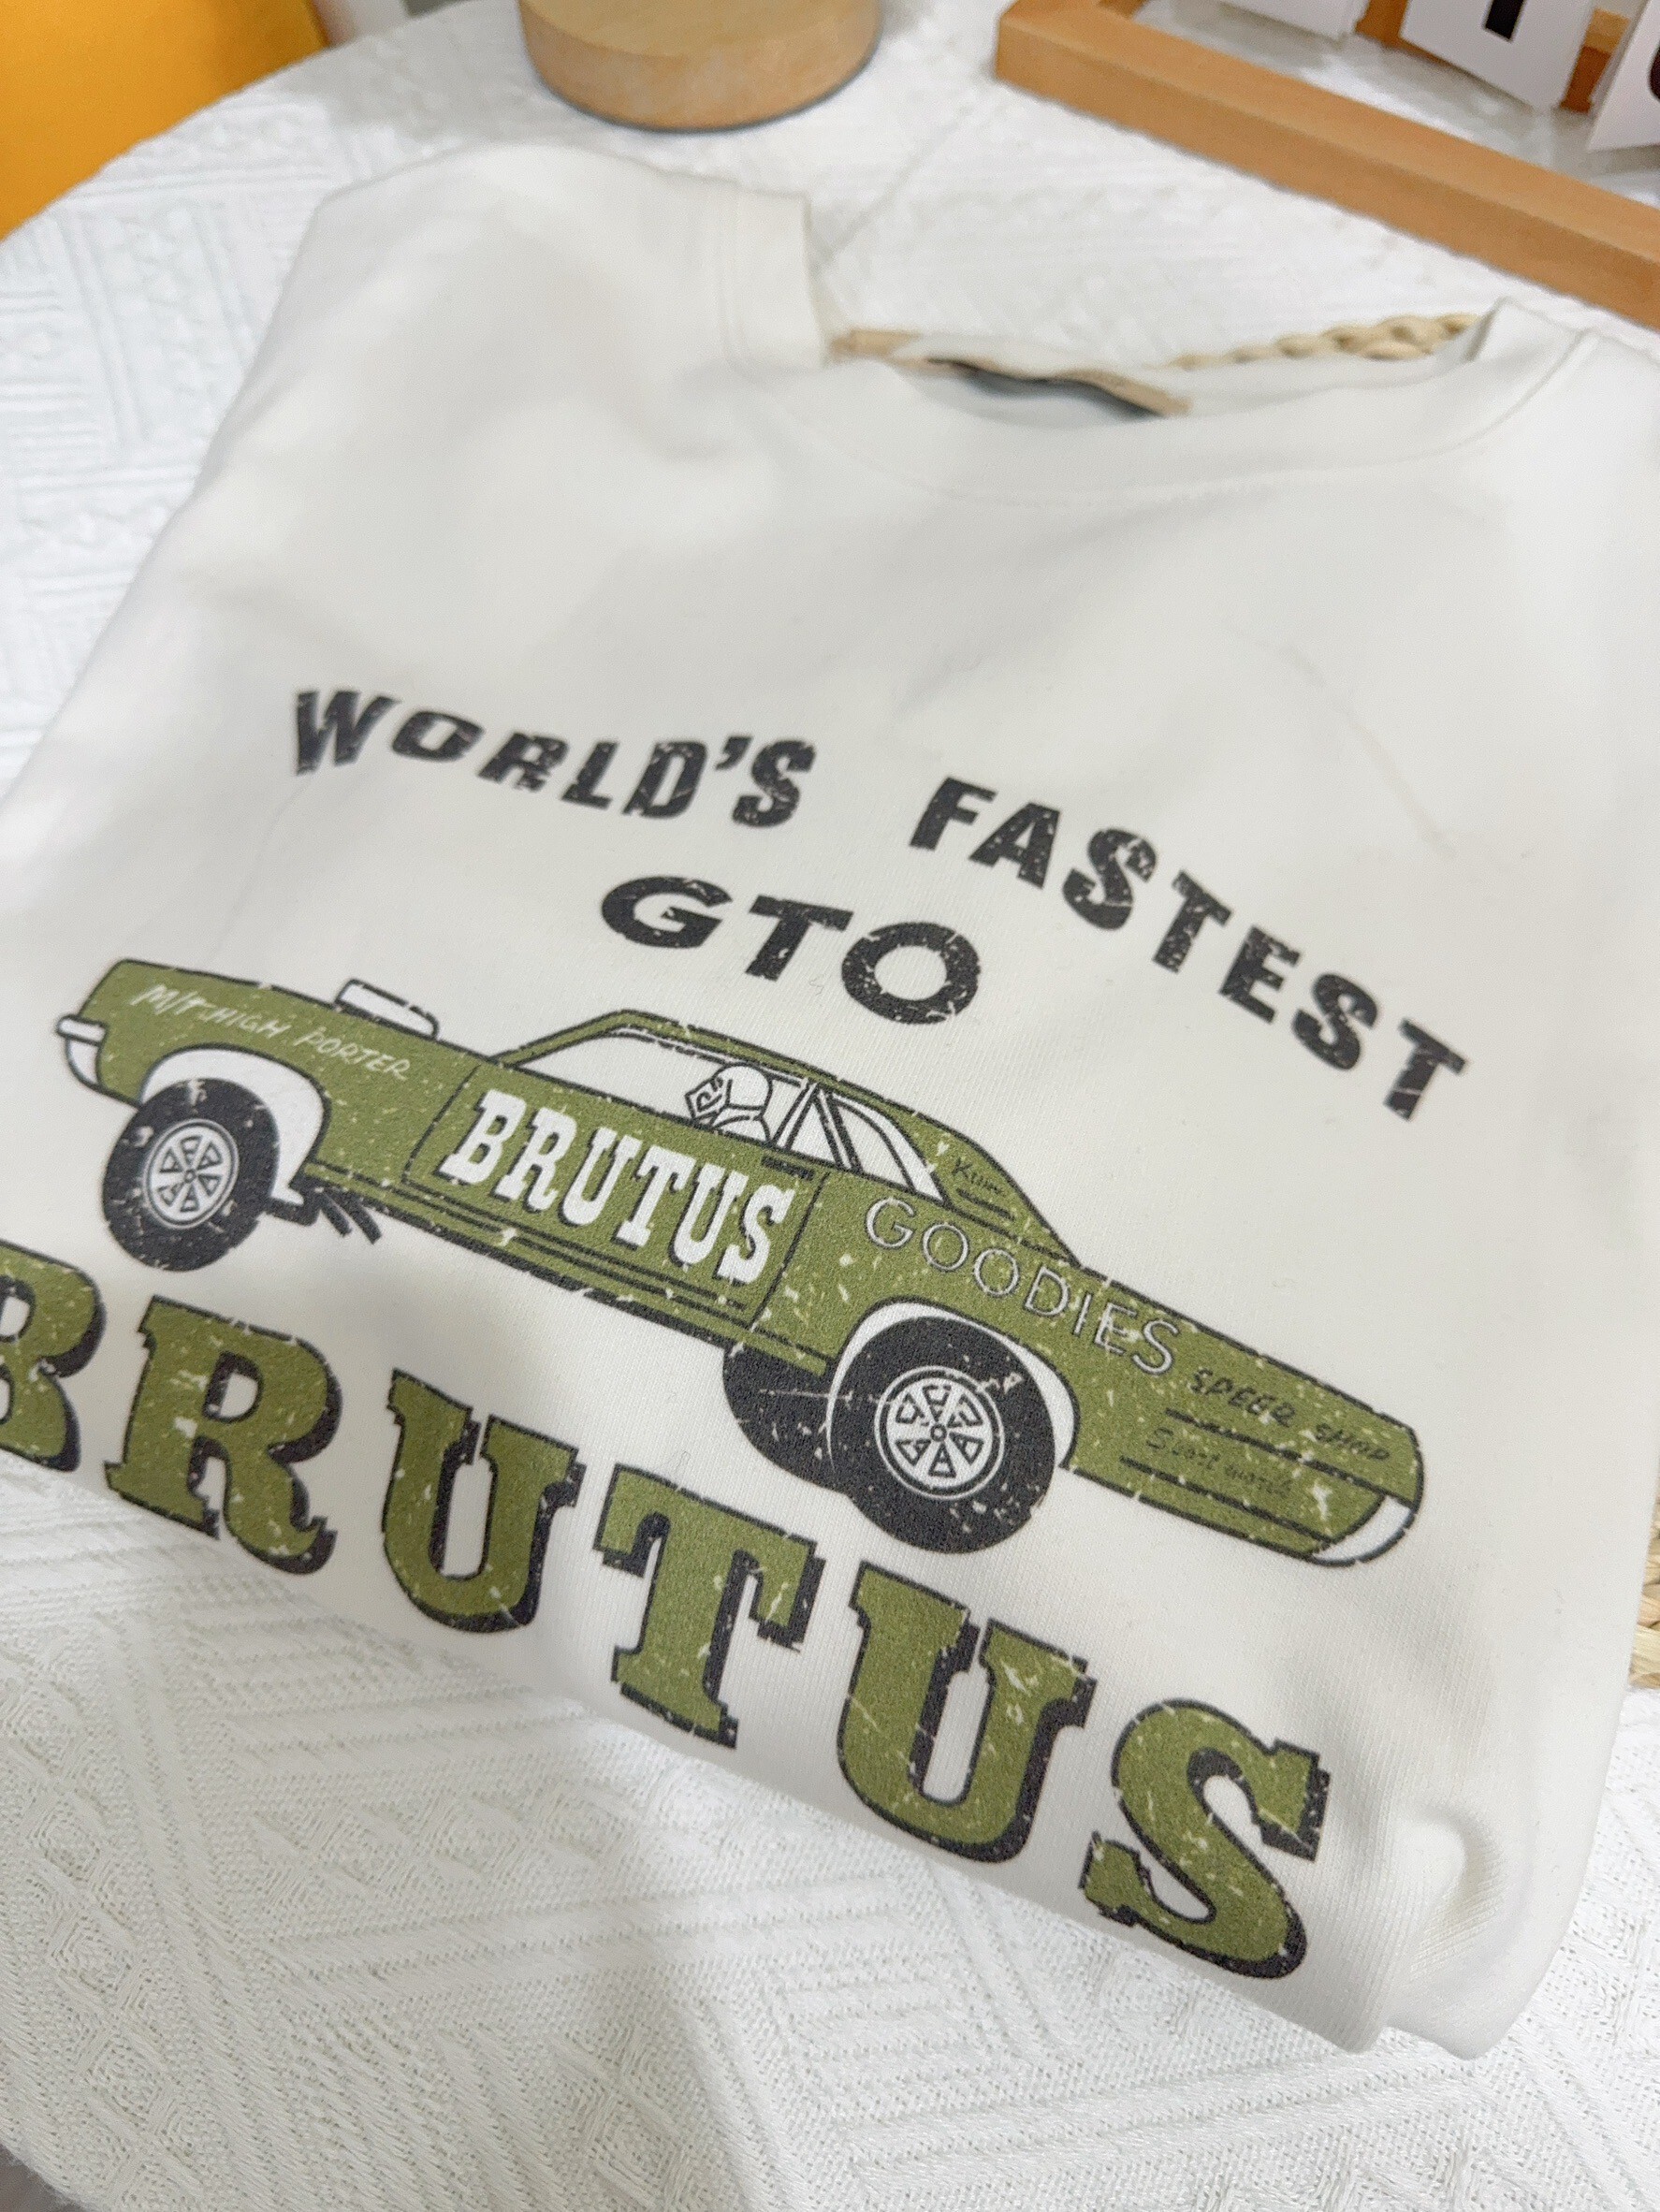 WORLD'S FASTEST
GTO
M/T-HIGH PORTER
BRUTUS
GOODIES
SPEED SHOP
BRUTUS